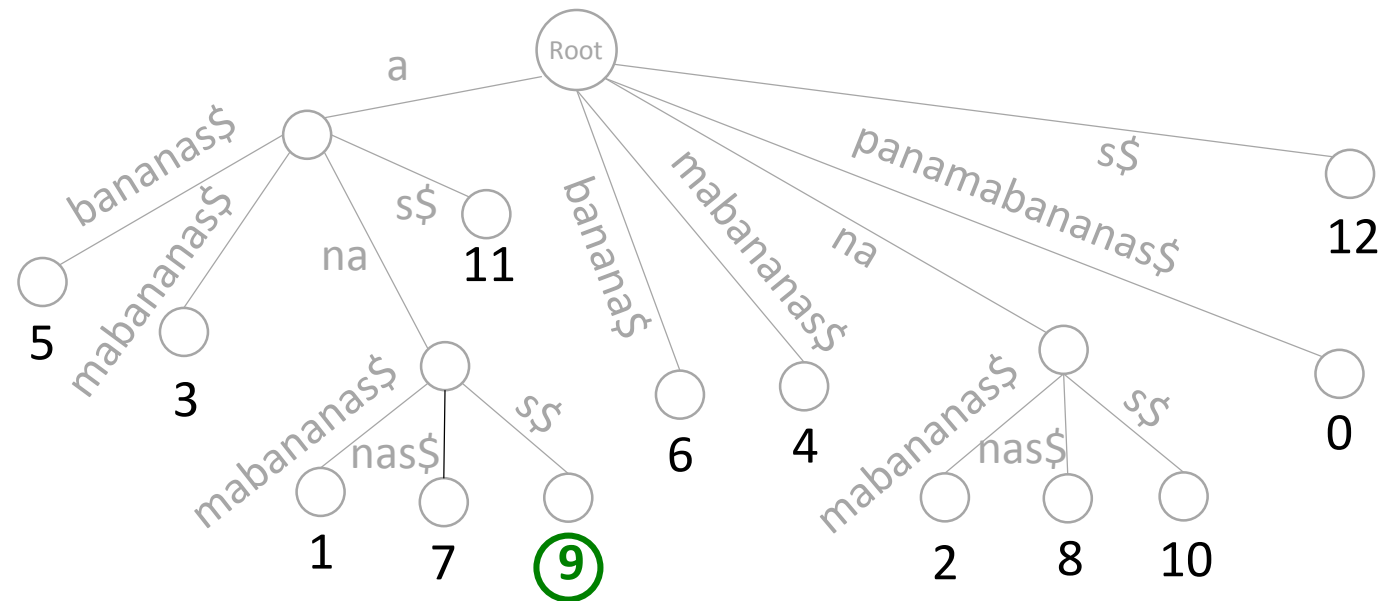 Root
a
bananas$
mabananas$
na
s$
banana$
mabananas$
na
panamabananas$
s$
12
11
5
3
mabananas$
nas$
s$
6
4
mabananas$
nas$
s$
0
1
7
9
2
8
10